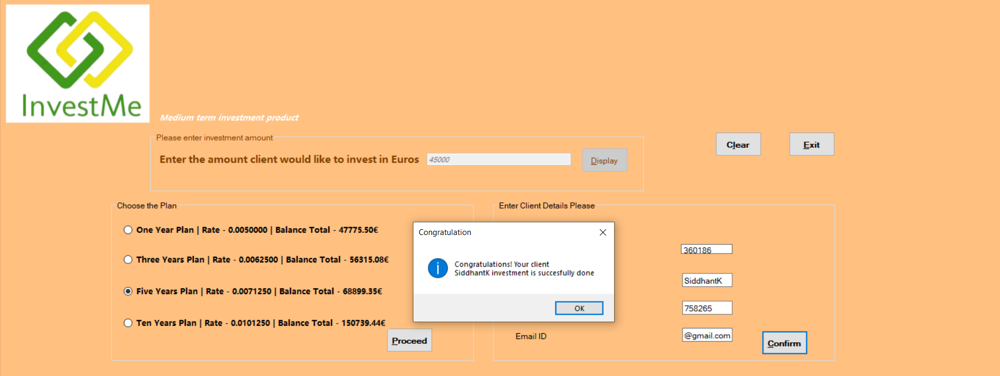 InvestMe
Medium term investment product
Please enter investment amount
Enter the amount client would like to invest in Euros 45000 Display
Clear Exit
Choose the Plan
One Year Plan | Rate - 0.0050000 | Balance Total - 47775.50€
Three Years Plan | Rate - 0.0062500 | Balance Total - 56315.08€
Five Years Plan | Rate - 0.0071250 | Balance Total - 68899.35€
Ten Years Plan | Rate - 0.0101250 | Balance Total - 150739.44€
Proceed
Enter Client Details Please
360186
SiddhantK
758265
Email ID @gmail.com
Confirm
Congratulation
Congratulations! Your client
SiddhantK investment is succesfully done
OK